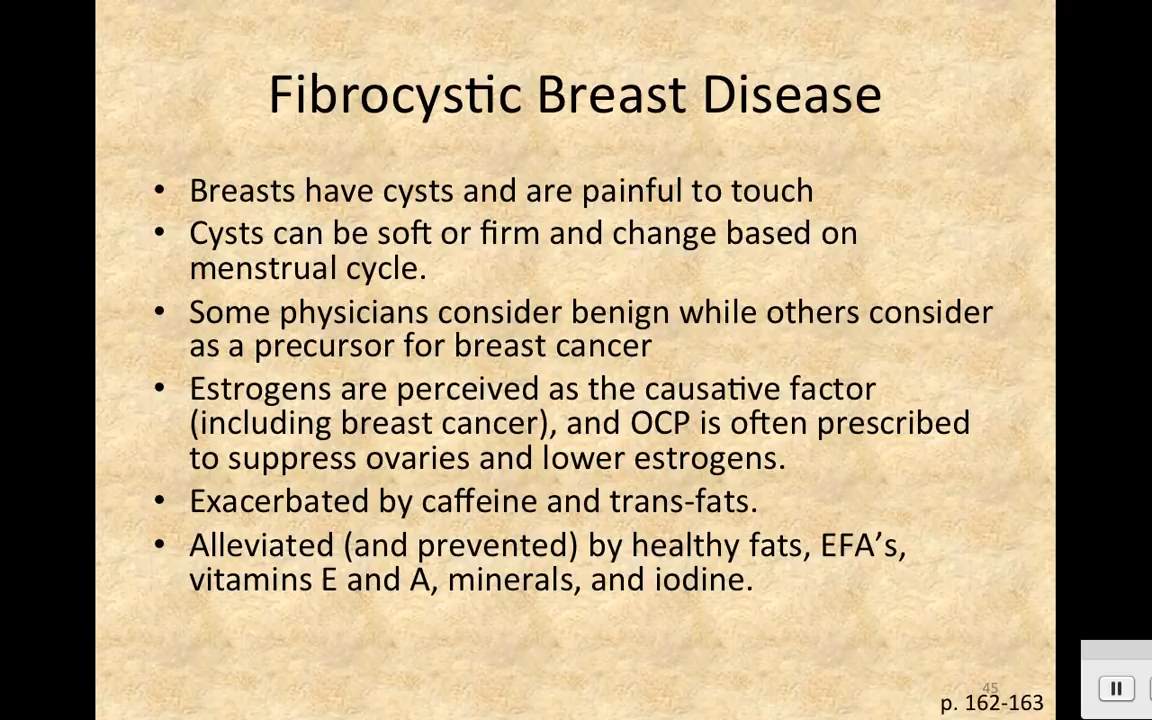 Fibrocystic Breast Disease
• Breasts have cysts and are painful to touch
• Cysts can be soft or firm and change based on
menstrual cycle.
• Some physicians consider benign while others consider
as a precursor for breast cancer
• Estrogens are perceived as the causative factor
(including breast cancer), and OCP is often prescribed
to suppress ovaries and lower estrogens.
• Exacerbated by caffeine and trans-fats.
• Alleviated (and prevented) by healthy fats, EFA’s,
vitamins E and A, minerals, and iodine.
45
p. 162-163